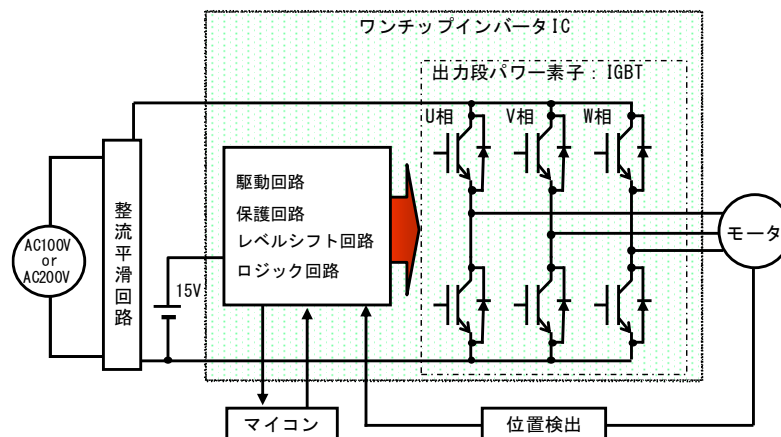 ワンチップインバータIC
出力段パワー素子：IGBT
U相
V相
W相
駆動回路
保護回路
レベルシフト回路
ロジック回路
整流平滑回路
AC100V
or
AC200V
15V
モータ
マイコン
位置検出